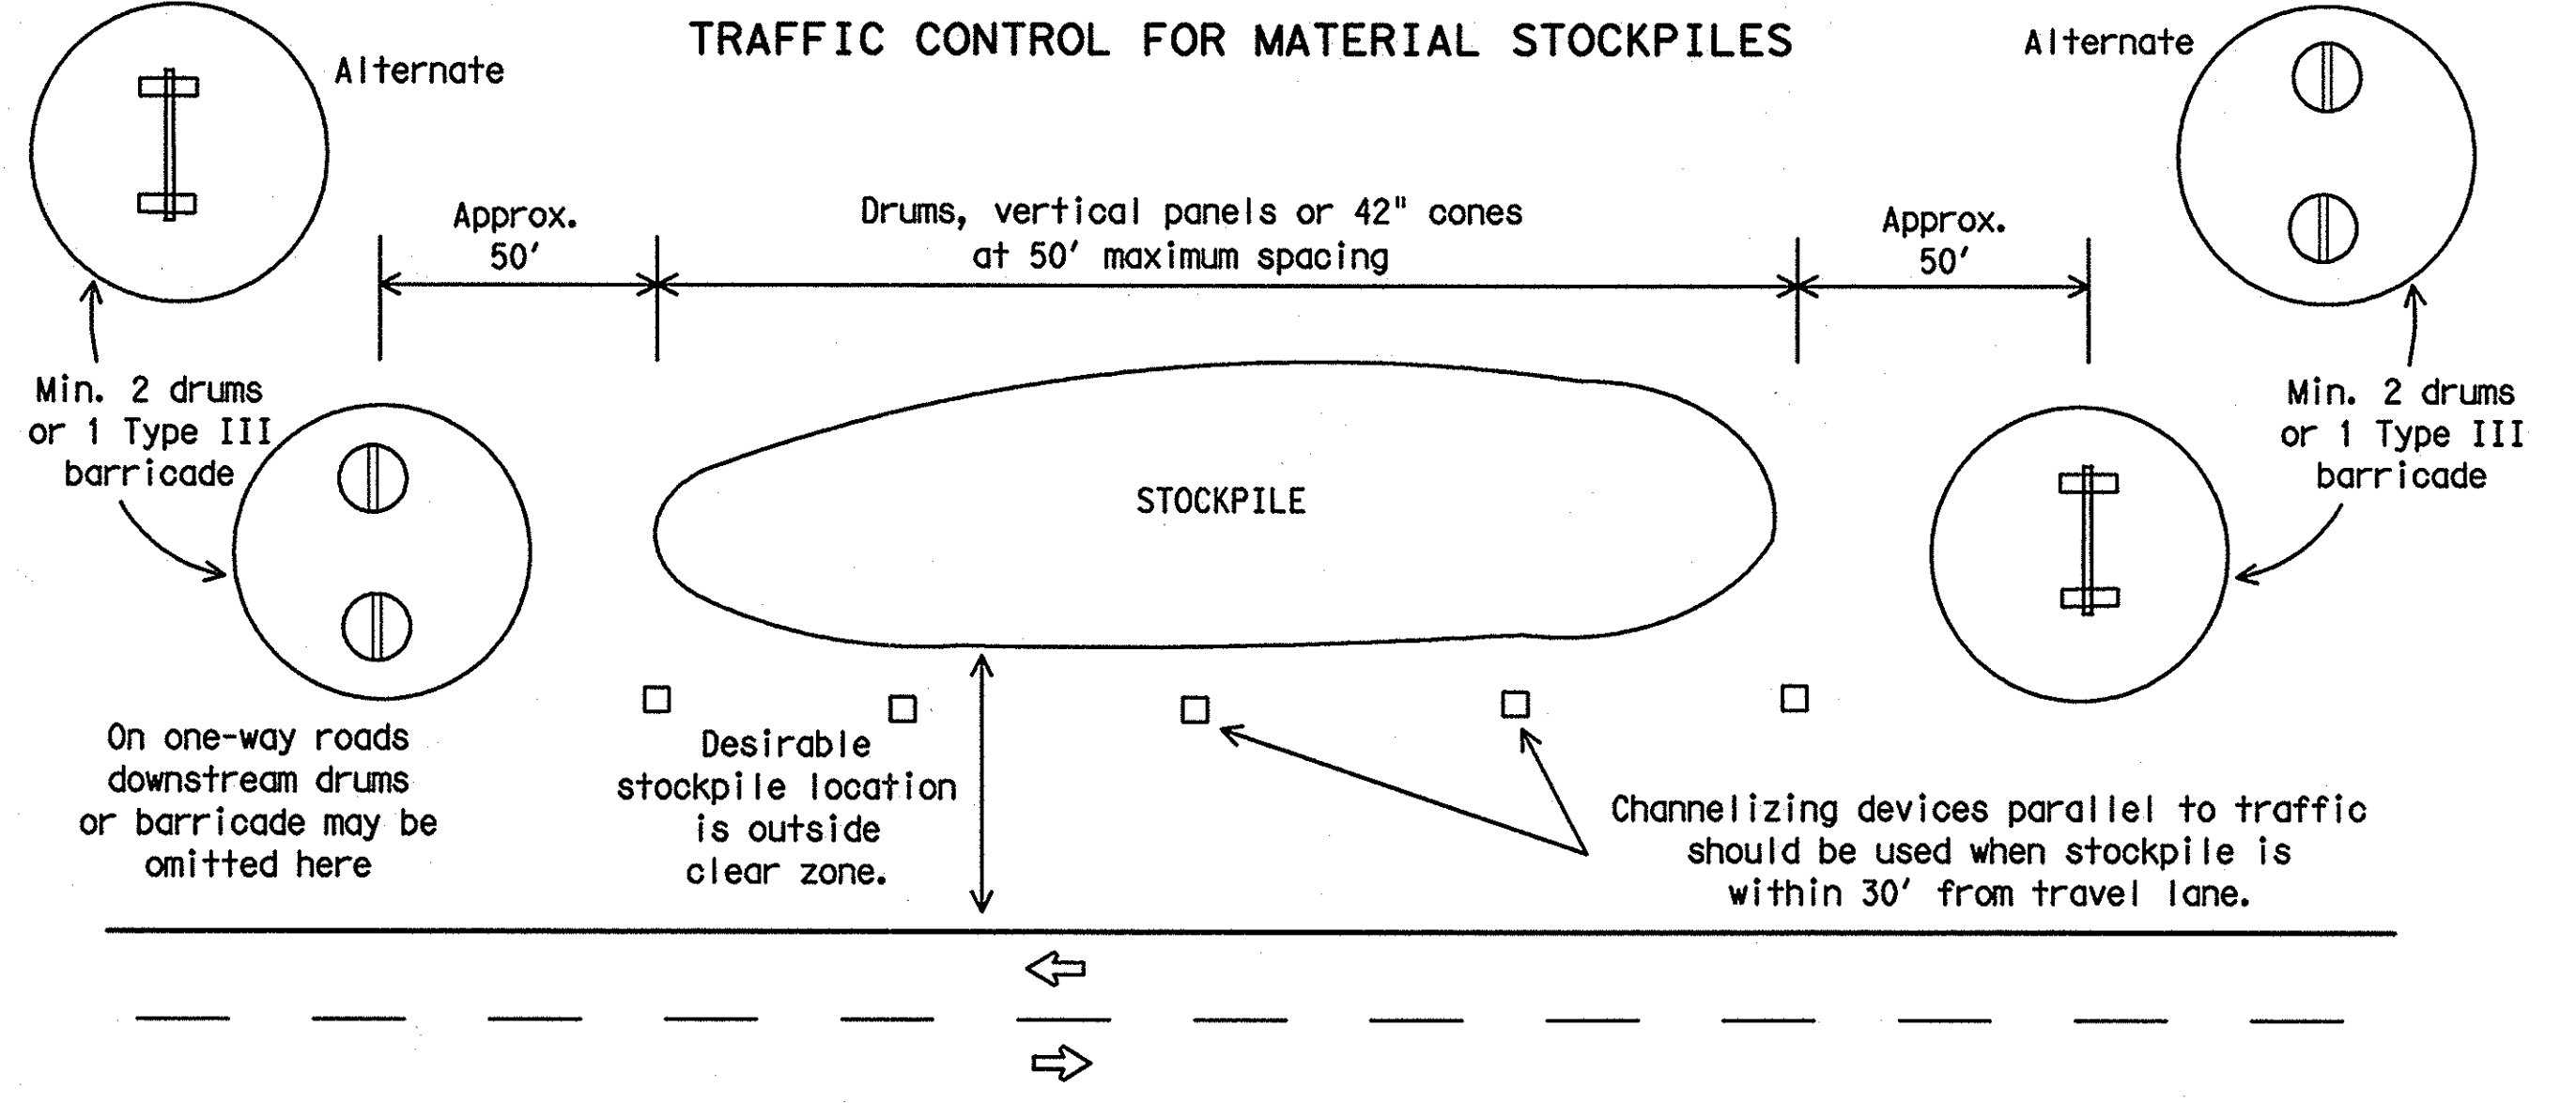 TRAFFIC CONTROL FOR MATERIAL STOCKPILES
Alternate
Alternate
Approx.
50'
Drums, vertical panels or 42" cones
at 50' maximum spacing
Approx.
50'
Min. 2 drums
or 1 Type III
barricade
Min. 2 drums
or 1 Type III
barricade
STOCKPILE
On one-way roads
downstream drums
or barricade may be
omitted here
Desirable
stockpile location
is outside
clear zone.
Channelizing devices parallel to traffic
should be used when stockpile is
within 30' from travel lane.